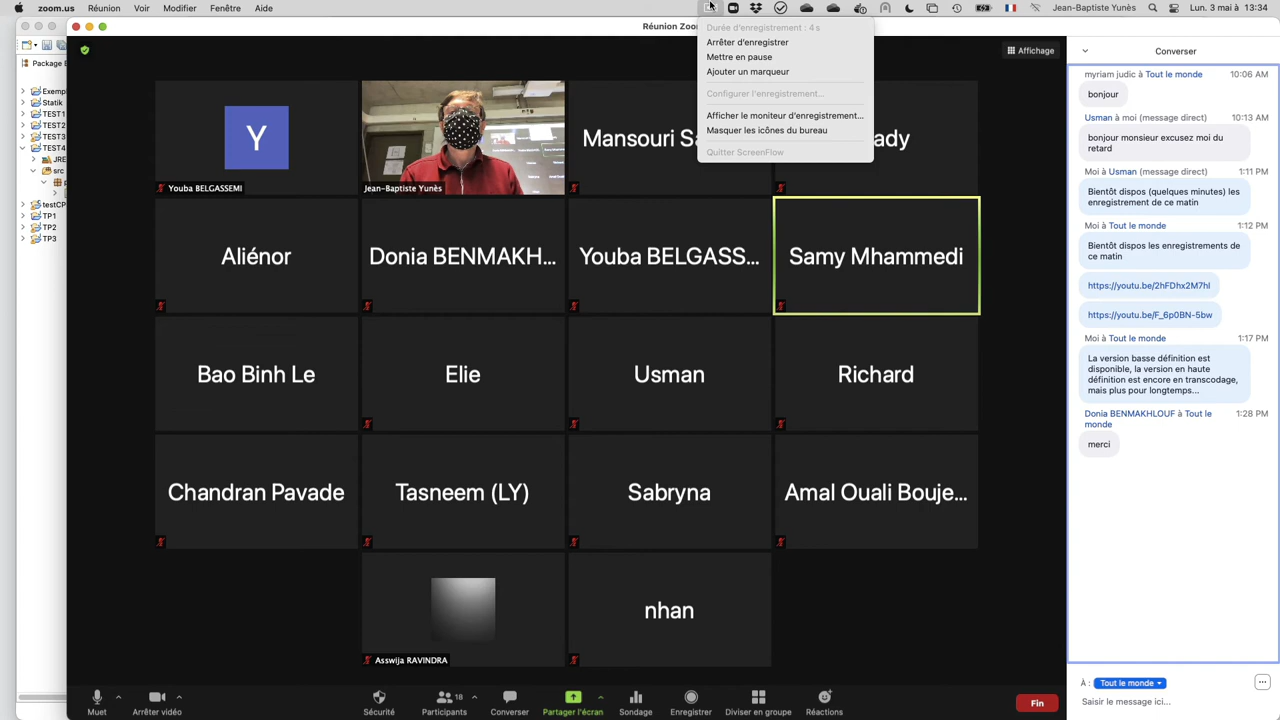 zoom.us Réunion Voir Modifier Fenêtre Aide
Jean-Baptiste Yunès Lun. 3 mai à 13:34
Réunion Zoo
Durée d'enregistrement : 4 s
Arrêter d'enregistrer
Mettre en pause
Ajouter un marqueur
Configurer l'enregistrement...
Afficher le moniteur d'enregistrement...
Masquer les icônes du bureau
Quitter ScreenFlow
Affichage
Package E
Exemp
Statik
TEST1
TEST2
TEST3
TEST4
JRE
src
testCP
TP1
TP2
TP3
Y
Youba BELGASSEMI
Jean-Baptiste Yunès
Mansouri Sa
ady
Aliénor
Donia BENMAKH...
Youba BELGASS...
Samy Mhammedi
Bao Binh Le
Elie
Usman
Richard
Chandran Pavade
Tasneem (LY)
Sabryna
Amal Ouali Bouje...
Asswija RAVINDRA
nhan
Muet
Arrêter vidéo
Sécurité
18
Participants
Converser
Partager l'écran
Sondage
Enregistrer
Diviser en groupe
Réactions
Fin
Converser
myriam judic à Tout le monde 10:06 AM
bonjour
Usman à moi (message direct) 10:13 AM
bonjour monsieur excusez moi du
retard
Moi à Usman (message direct) 1:11 PM
Bientôt dispos (quelques minutes) les
enregistrement de ce matin
Moi à Tout le monde 1:12 PM
Bientôt dispos les enregistrements de
ce matin
https://youtu.be/2hFDhx2M7hI
https://youtu.be/F_6p0BN-5bw
Moi à Tout le monde 1:17 PM
La version basse définition est
disponible, la version en haute
définition est encore en transcodage,
mais plus pour longtemps...
Donia BENMAKHLOUF à Tout le
monde 1:28 PM
merci
À : Tout le monde
Saisir le message ici...